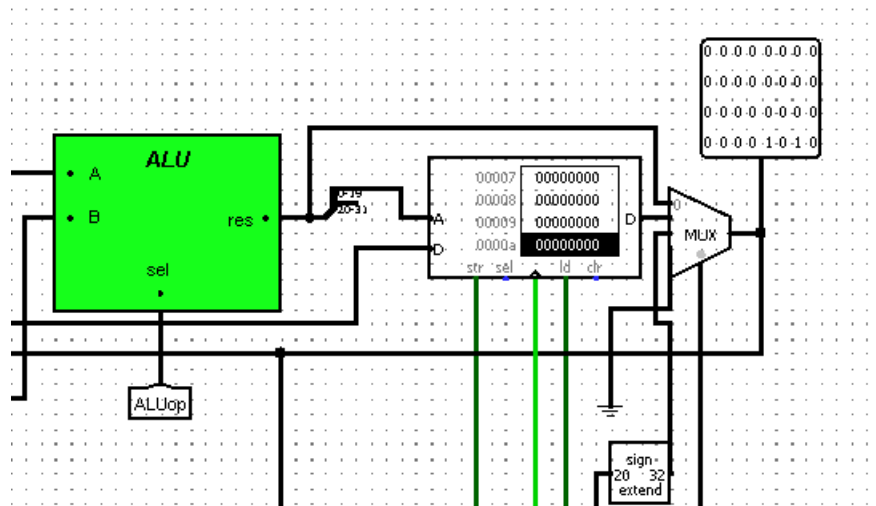 0 0 0 0 0 0 0 0
0 0 0 0 0 0 0 0
0 0 0 0 0 0 0 0
0 0 0 0 1 0 1 0
ALU
A
B
res
sel
ALUop
0-19
20-31
00007 00000000
00008 00000000
00009 00000000
0000a 00000000
A
D
D
str sel ld clr
0
MUX
sign
20 32
extend